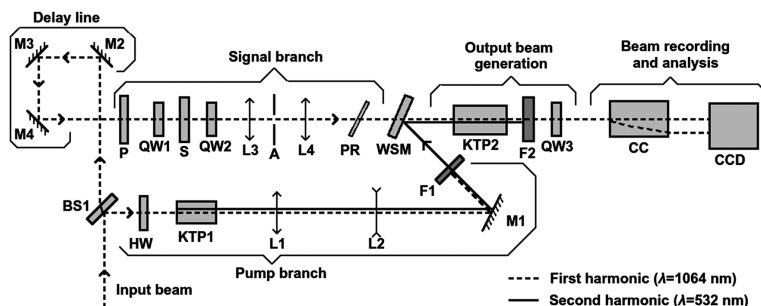 Delay line
M3
M2
M4
Signal branch
P
QW1
S
QW2
L3
A
L4
PR
WSM
Output beam
generation
KTP2
F2
QW3
Beam recording
and analysis
CC
CCD
F1
M1
BS1
HW
KTP1
L1
L2
Pump branch
Input beam
First harmonic (λ=1064 nm)
Second harmonic (λ=532 nm)